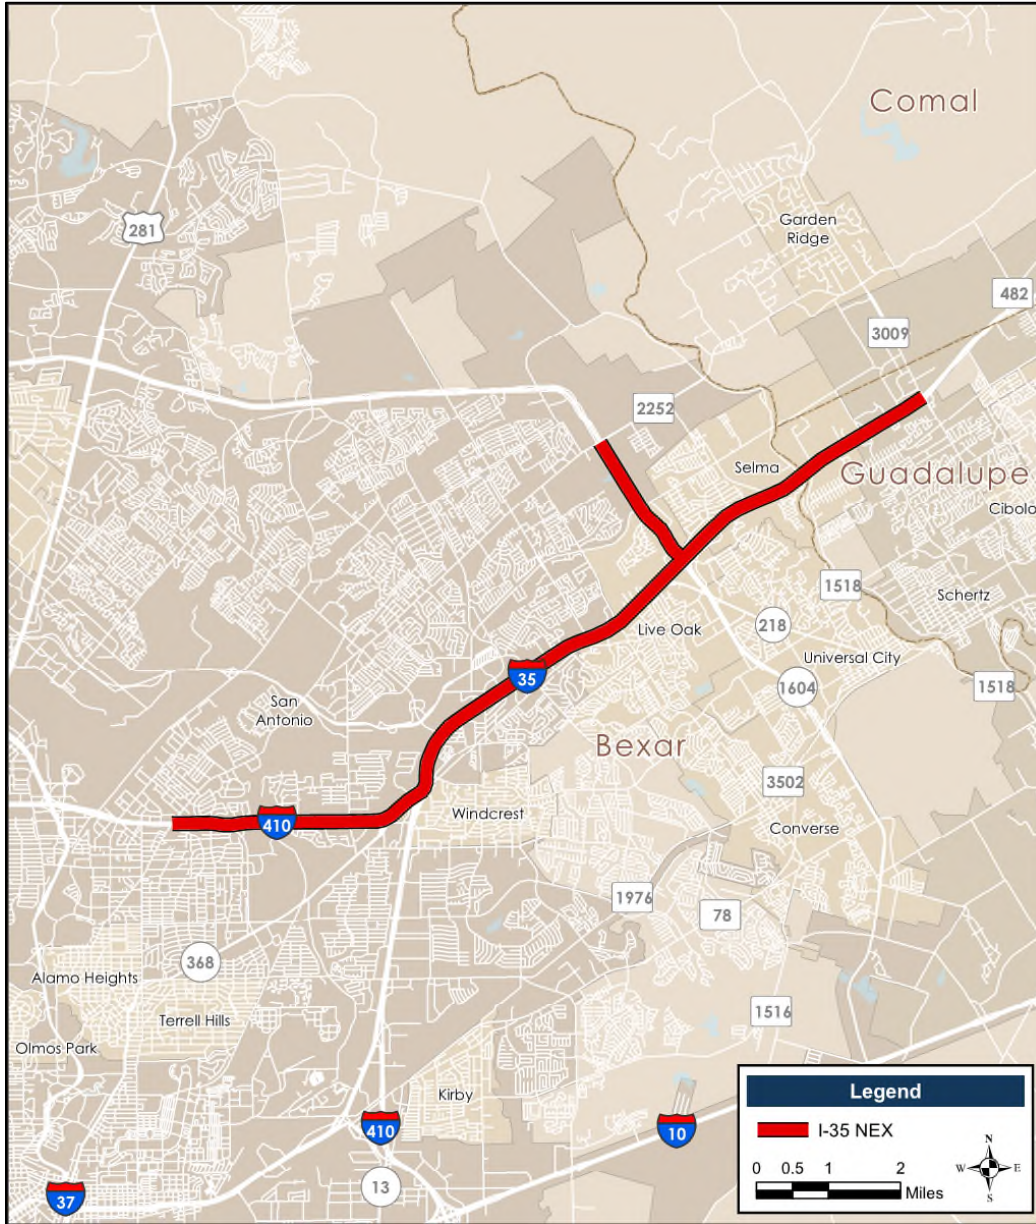 Comal
Garden
Ridge
281
482
3009
2252
Selma
Guadalupe
Cibolo
1518
Schertz
218
Live Oak
Universal City
35
1604
1518
San
Antonio
Bexar
3502
Windcrest
410
Converse
1976
78
368
Alamo Heights
Terrell Hills
1516
Olmos Park
Kirby
410
10
13
37
Legend
I-35 NEX
N
W
E
S
0 0.5 1 2
Miles